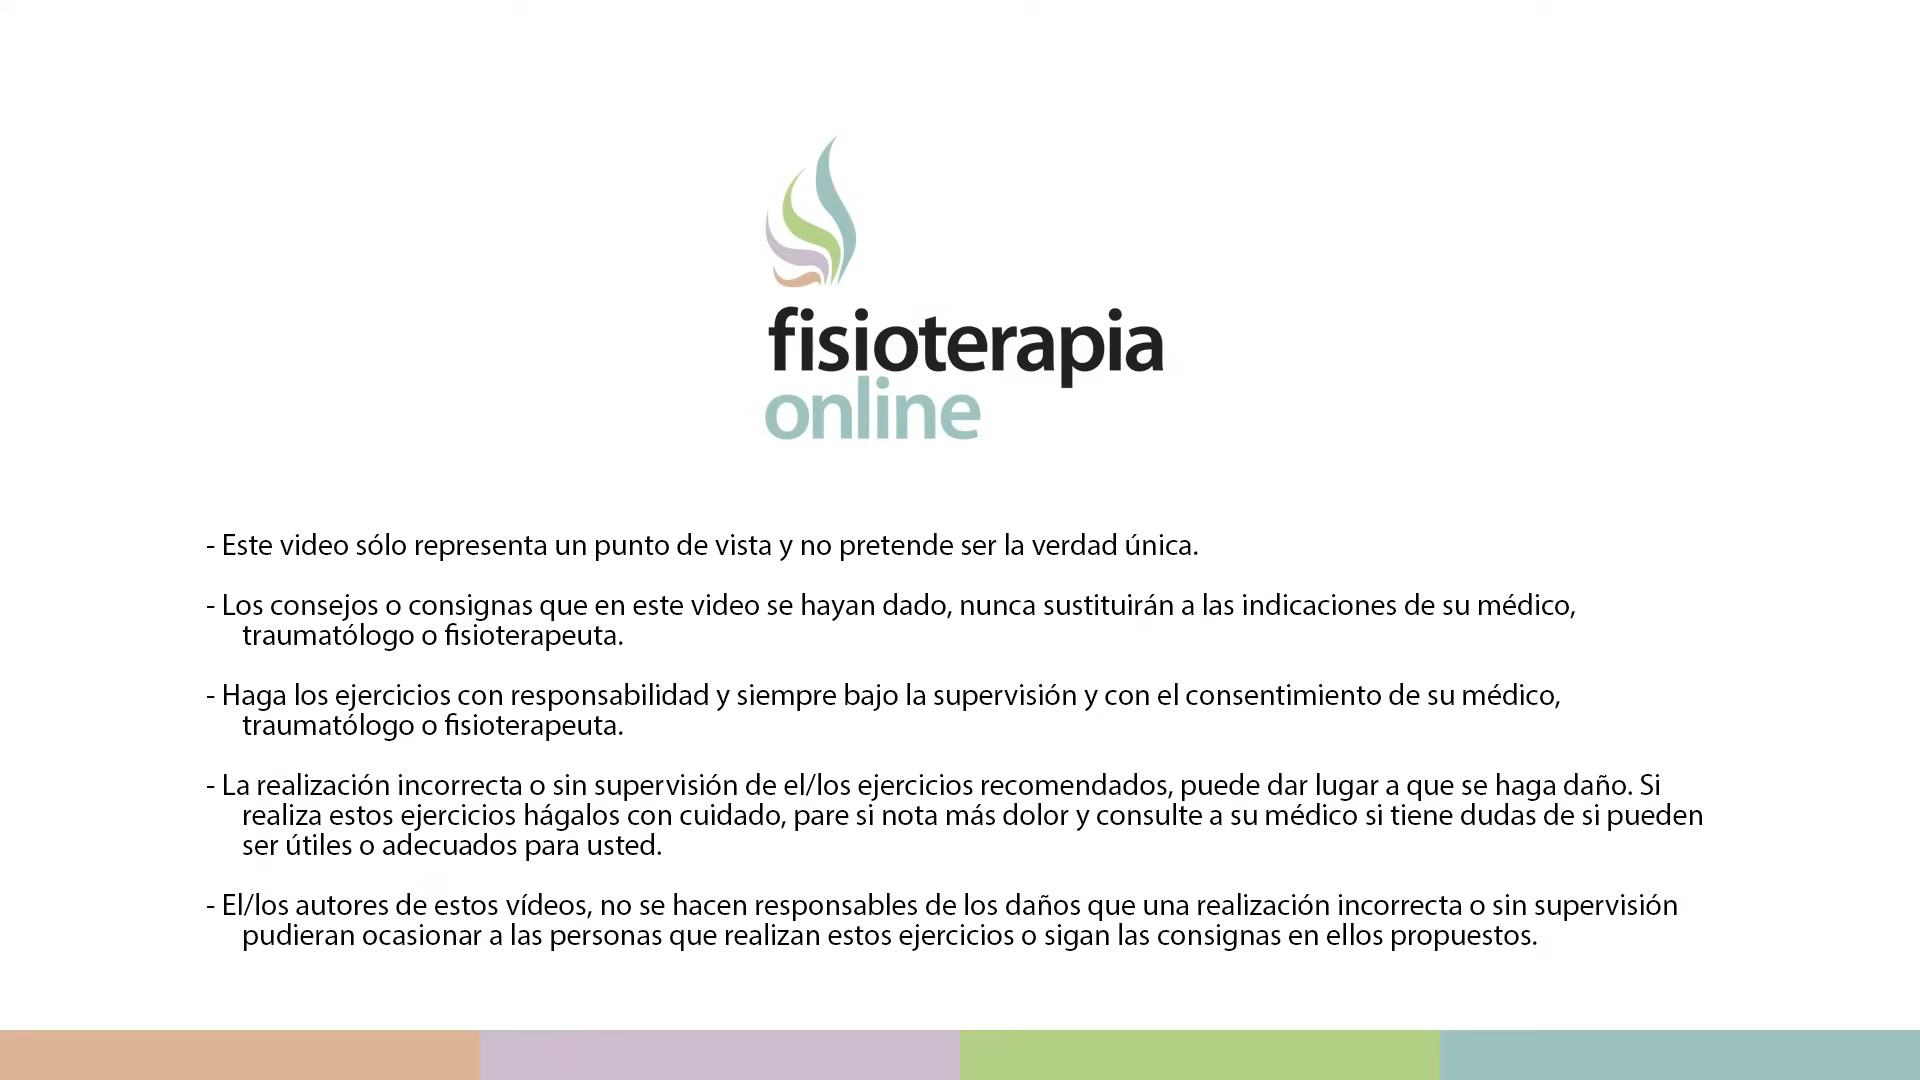 fisioterapia
online
- Este video sólo representa un punto de vista y no pretende ser la verdad única.
- Los consejos o consignas que en este video se hayan dado, nunca sustituirán a las indicaciones de su médico,
traumatólogo o fisioterapeuta.
- Haga los ejercicios con responsabilidad y siempre bajo la supervisión y con el consentimiento de su médico,
traumatólogo o fisioterapeuta.
- La realización incorrecta o sin supervisión de el/los ejercicios recomendados, puede dar lugar a que se haga daño. Si
realiza estos ejercicios hágalos con cuidado, pare si nota más dolor y consulte a su médico si tiene dudas de si pueden
ser útiles o adecuados para usted.
- El/los autores de estos vídeos, no se hacen responsables de los daños que una realización incorrecta o sin supervisión
pudieran ocasionar a las personas que realizan estos ejercicios o sigan las consignas en ellos propuestos.